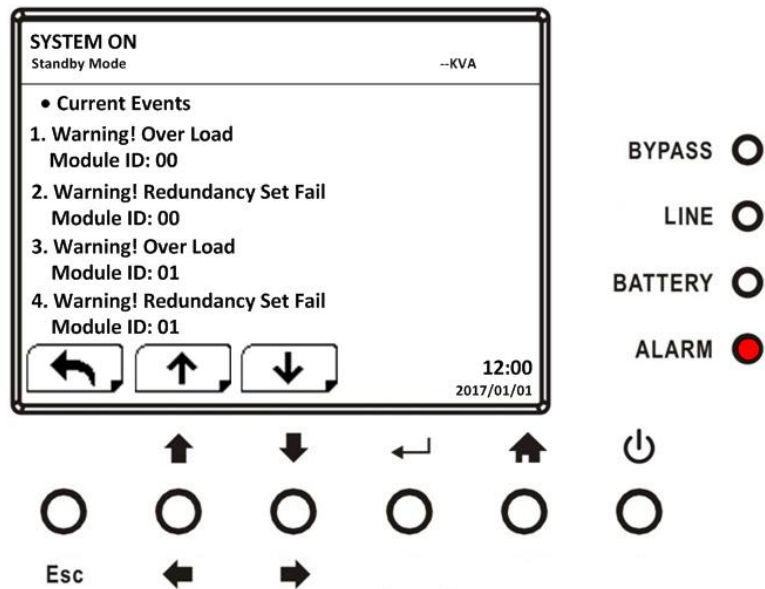 SYSTEM ON
Standby Mode --KVA
• Current Events
1. Warning! Over Load
Module ID: 00
2. Warning! Redundancy Set Fail
Module ID: 00
3. Warning! Over Load
Module ID: 01
4. Warning! Redundancy Set Fail
Module ID: 01
12:00
2017/01/01
BYPASS
LINE
BATTERY
ALARM
Esc